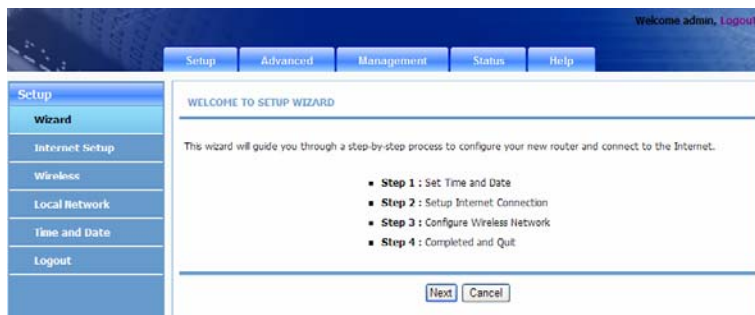 Welcome admin, Logout
Setup Advanced Management Status Help
Setup
Wizard
Internet Setup
Wireless
Local Network
Time and Date
Logout
WELCOME TO SETUP WIZARD
This wizard will guide you through a step-by-step process to configure your new router and connect to the Internet.
Step 1 : Set Time and Date
Step 2 : Setup Internet Connection
Step 3 : Configure Wireless Network
Step 4 : Completed and Quit
Next Cancel